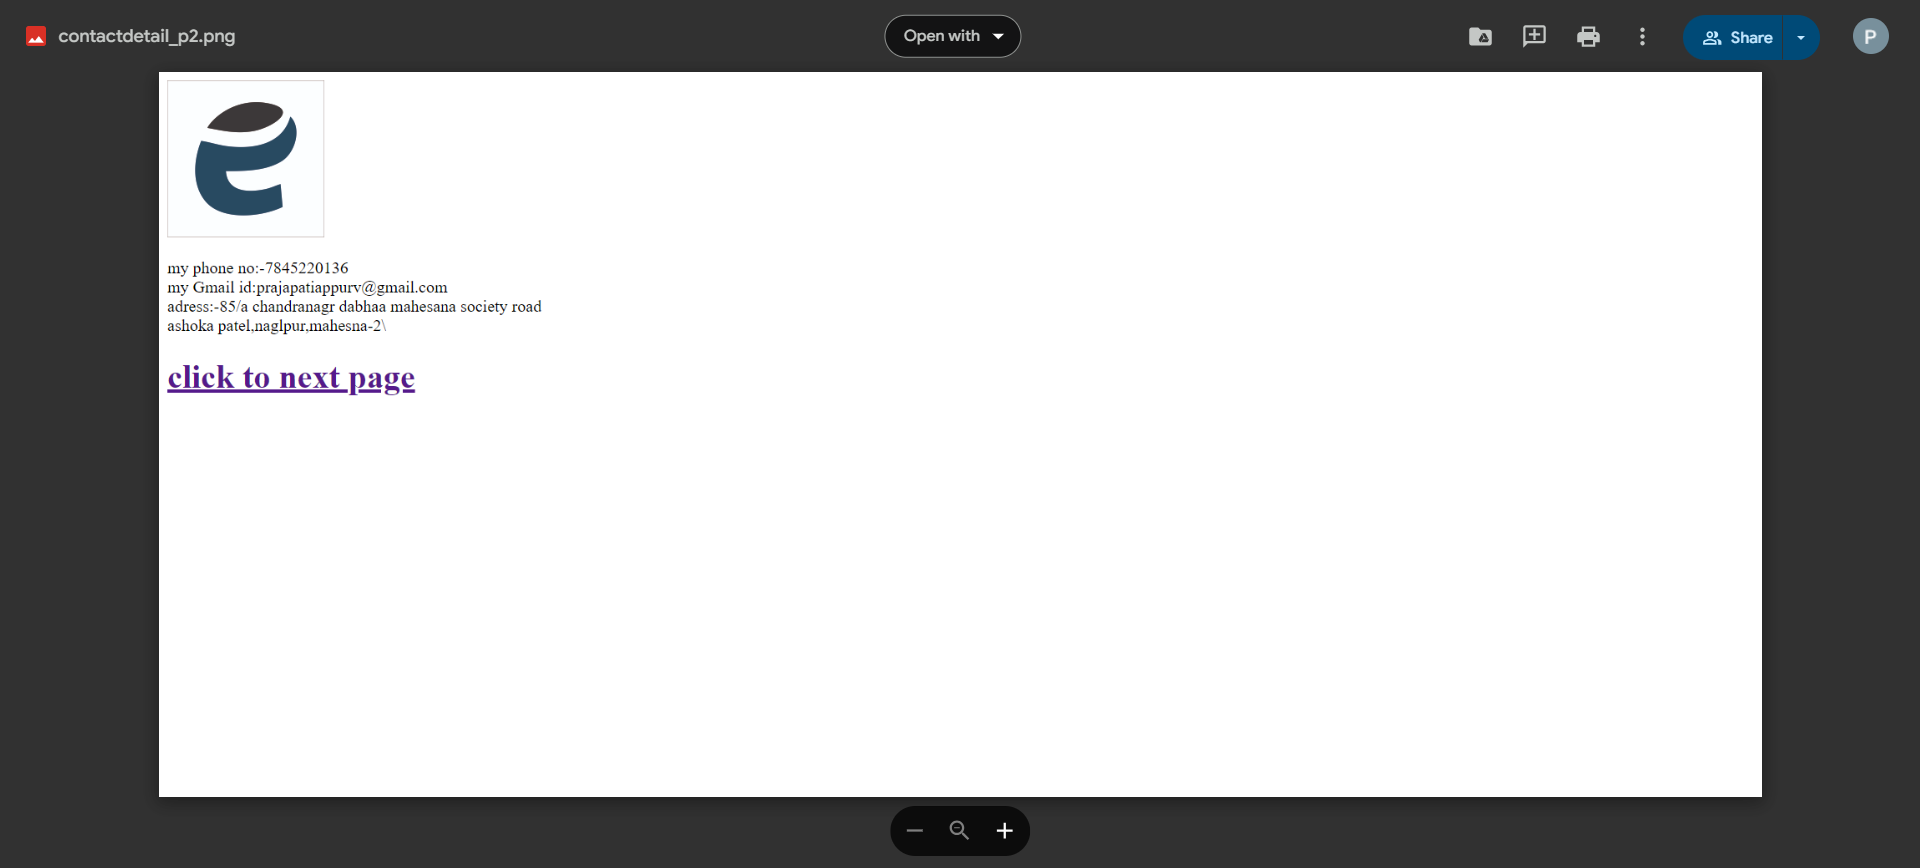 contactdetail_p2.png
Open with
Share
P
my phone no:-7845220136
my Gmail id:prajapatiappurv@gmail.com
adress:-85/a chandranagr dabhaa mahesana society road
ashoka patel,naglpur,mahesna-2\
click to next page